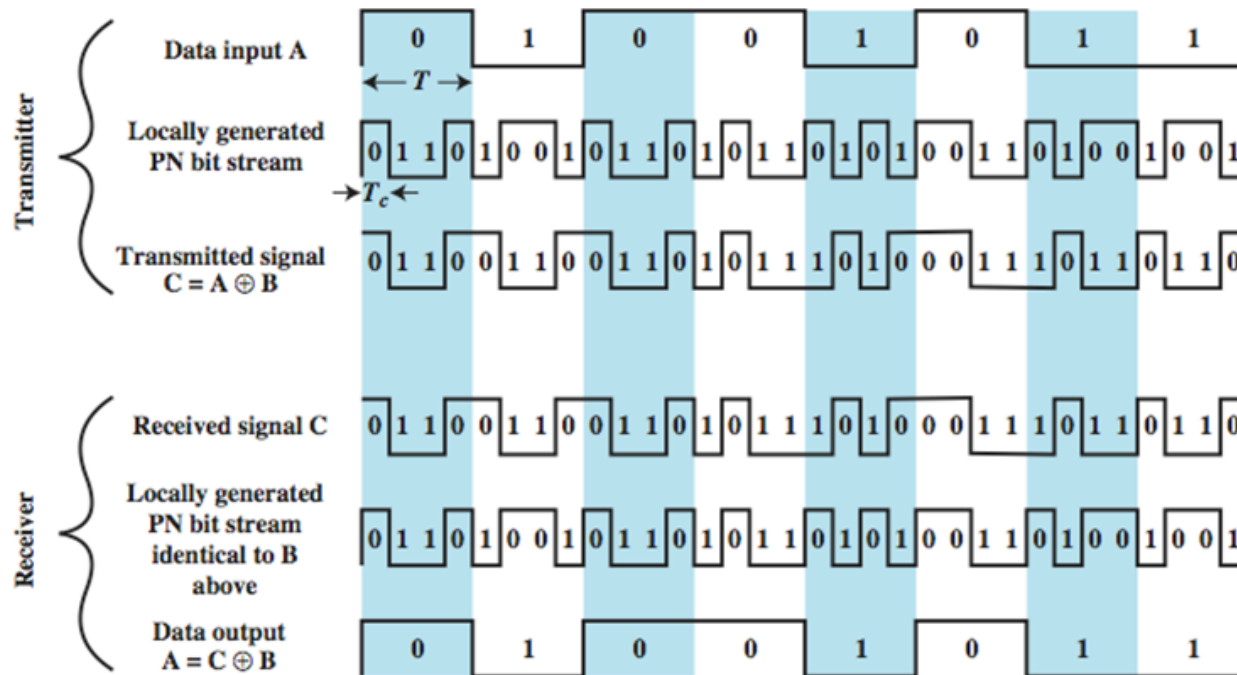 Transmitter
Data input A
0 1 0 0 1 0 1 1
T
Locally generated
PN bit stream
0 1 1 0 1 0 0 1 0 1 1 0 1 0 1 1 0 1 0 1 0 0 1 1 0 1 0 0 1 0 0 1
Tc
Transmitted signal
C = A ⊕ B
0 1 1 0 0 1 1 0 0 1 1 0 1 0 1 1 1 0 1 0 0 0 1 1 1 0 1 1 0 1 1 0
Receiver
Received signal C
0 1 1 0 0 1 1 0 0 1 1 0 1 0 1 1 1 0 1 0 0 0 1 1 1 0 1 1 0 1 1 0
Locally generated
PN bit stream
identical to B
above
0 1 1 0 1 0 0 1 0 1 1 0 1 0 1 1 0 1 0 1 0 0 1 1 0 1 0 0 1 0 0 1
Data output
A = C ⊕ B
0 1 0 0 1 0 1 1